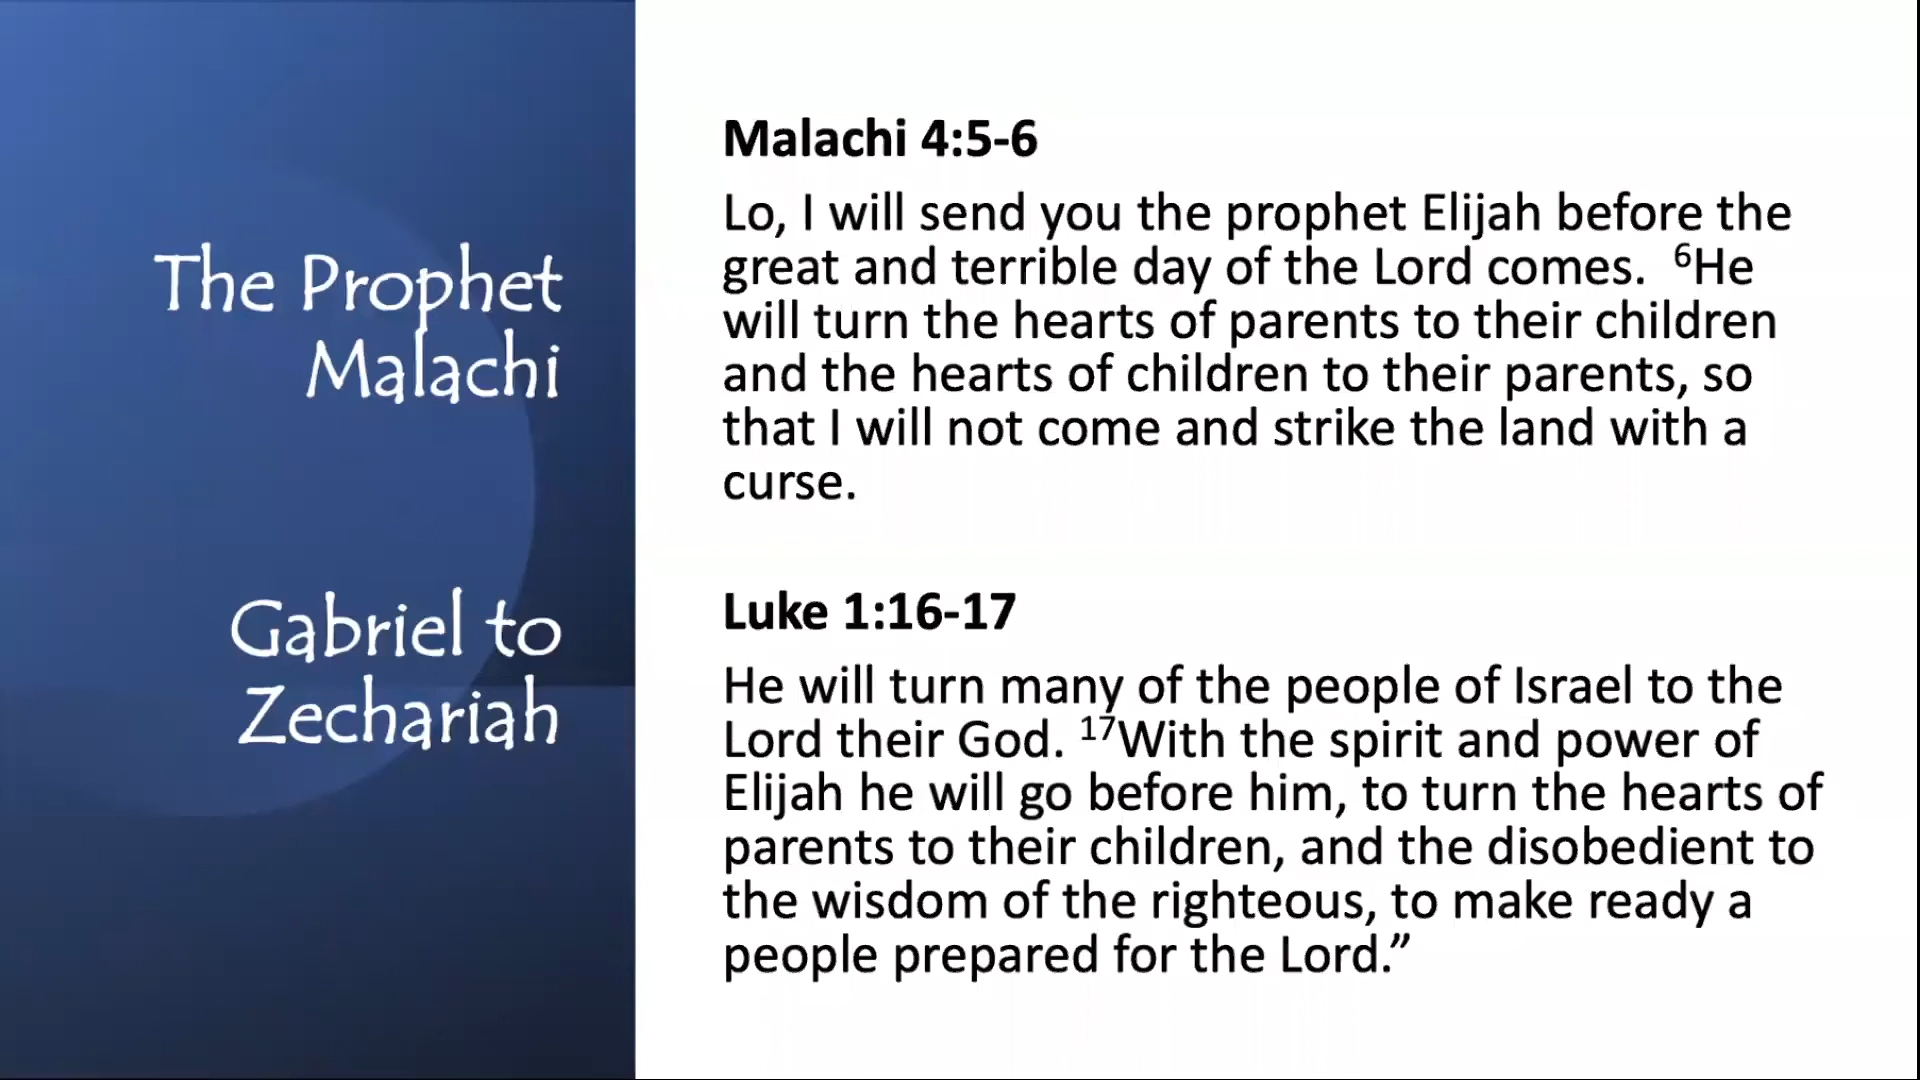 The Prophet
Malachi
Gabriel to
Zechariah
Malachi 4:5-6
Lo, I will send you the prophet Elijah before the
great and terrible day of the Lord comes. ⁶He
will turn the hearts of parents to their children
and the hearts of children to their parents, so
that I will not come and strike the land with a
curse.
Luke 1:16-17
He will turn many of the people of Israel to the
Lord their God. ¹⁷With the spirit and power of
Elijah he will go before him, to turn the hearts of
parents to their children, and the disobedient to
the wisdom of the righteous, to make ready a
people prepared for the Lord.”